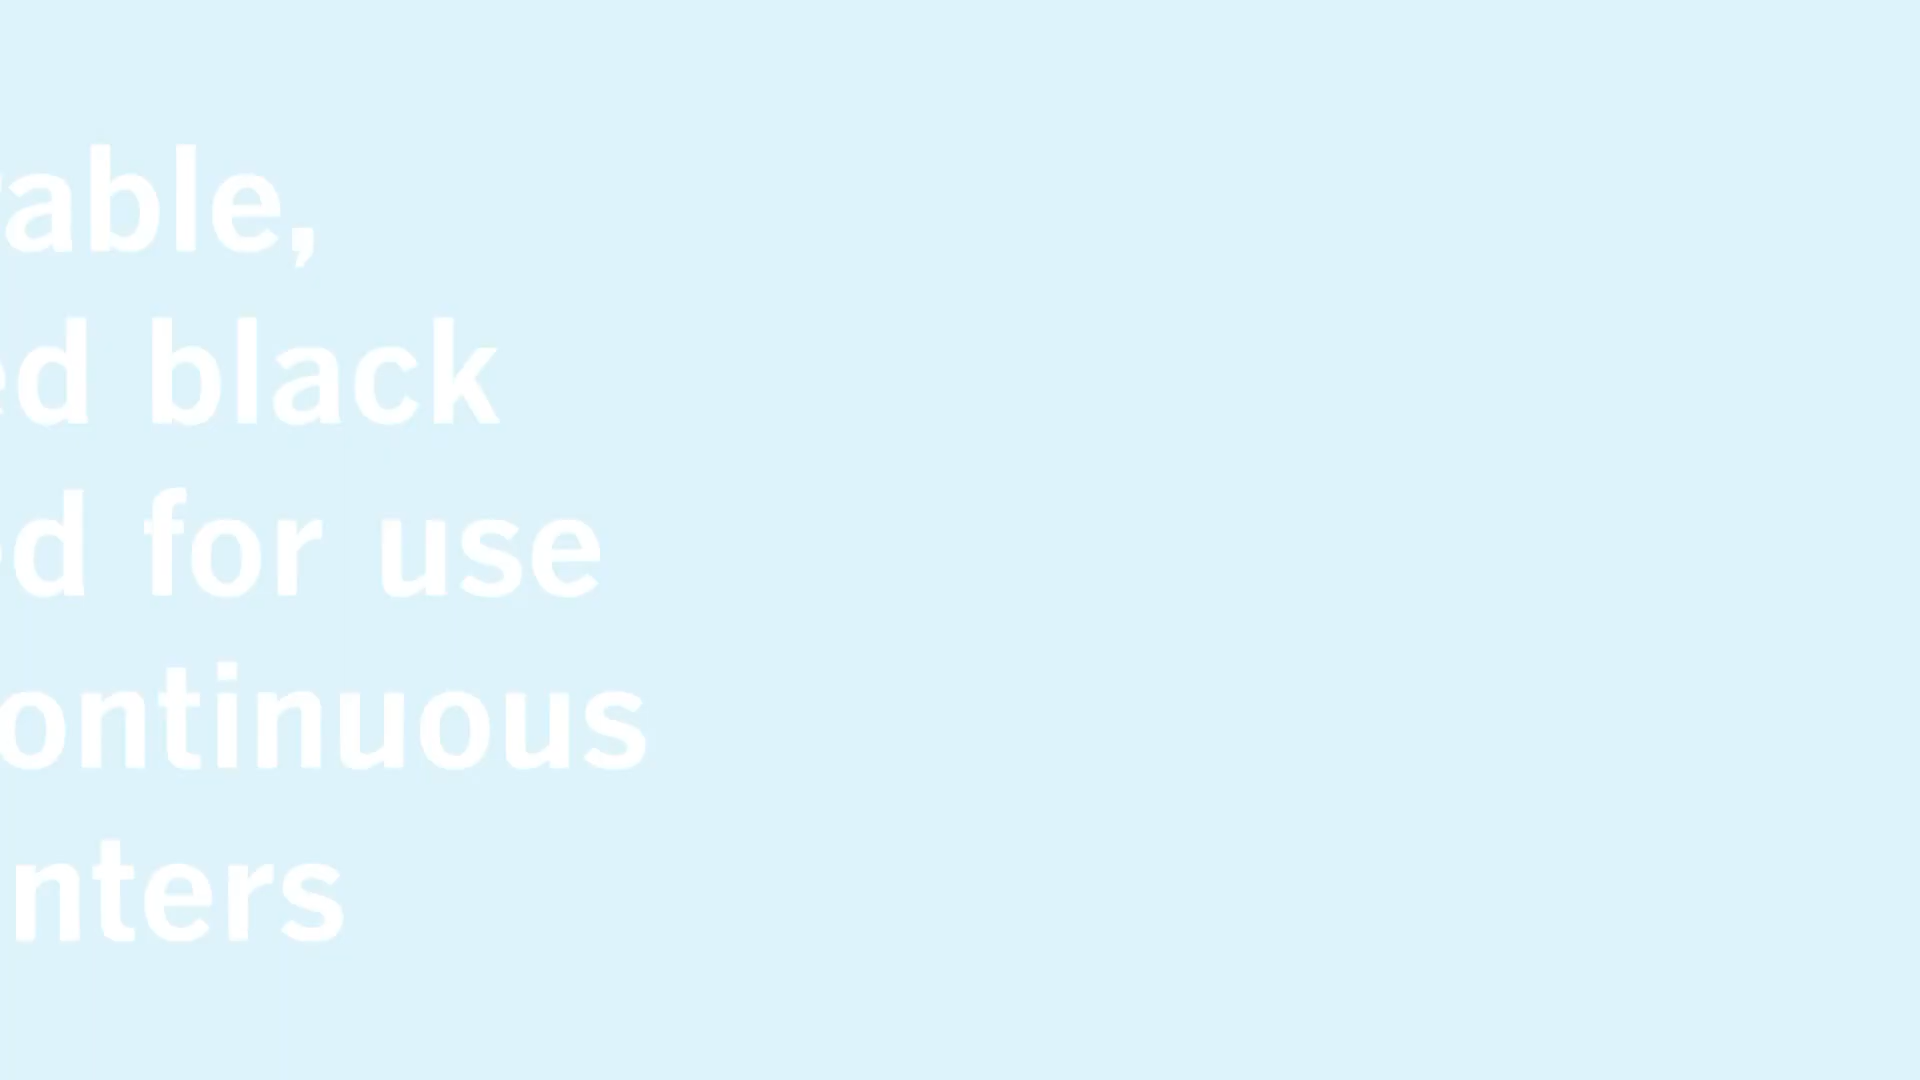 able,
ed black
ed for use
ontinuous
nters